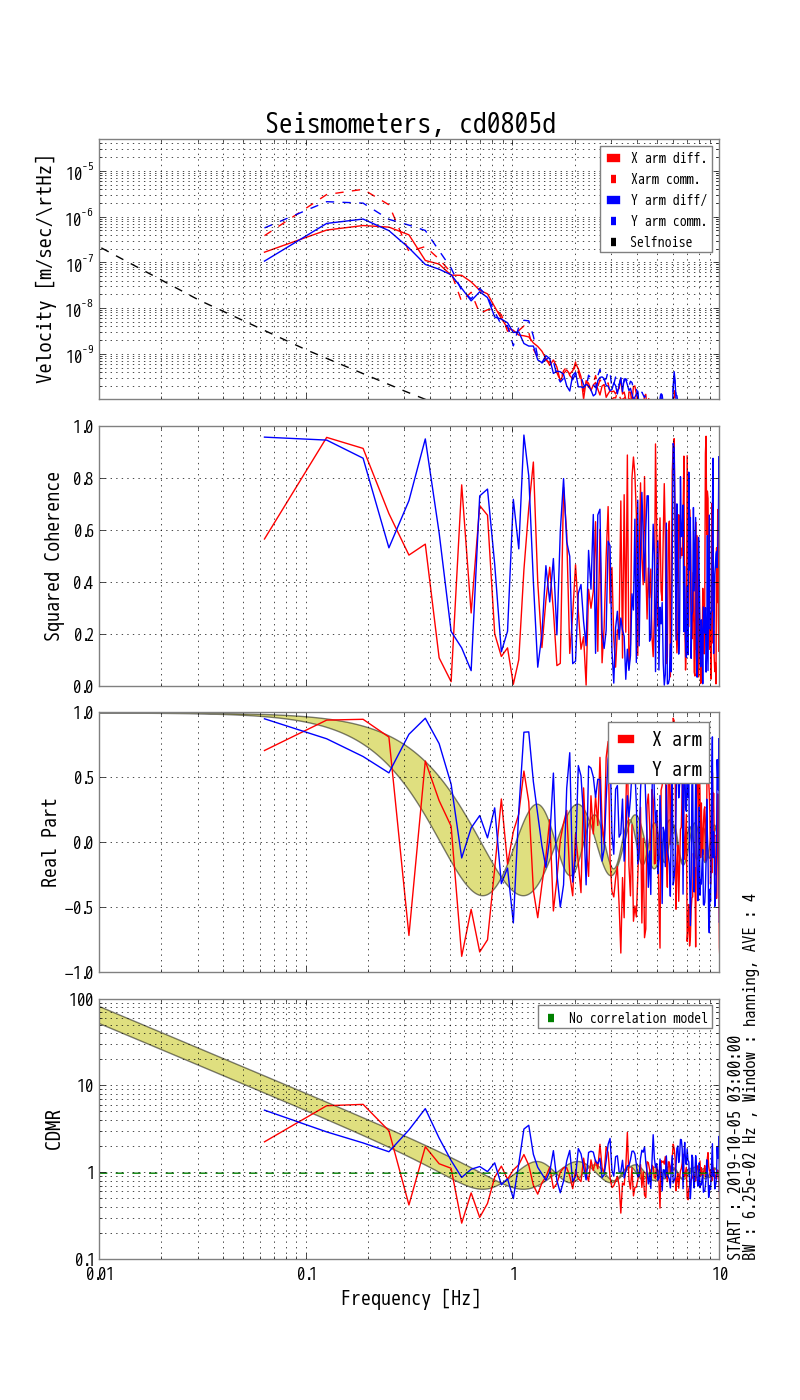 Seismometers, cd0805d
Velocity [m/sec/\rtHz]
10^-5
10^-6
10^-7
10^-8
10^-9
X arm diff.
Xarm comm.
Y arm diff/
Y arm comm.
Selfnoise
Squared Coherence
1.0
0.8
0.6
0.4
0.2
0.0
Real Part
1.0
0.5
0.0
−0.5
−1.0
X arm
Y arm
CDMR
100
10
1
0.1
No correlation model
0.01
0.1
1
10
Frequency [Hz]
START : 2019-10-05 03:00:00
BW : 6.25e-02 Hz , Window : hanning, AVE : 4